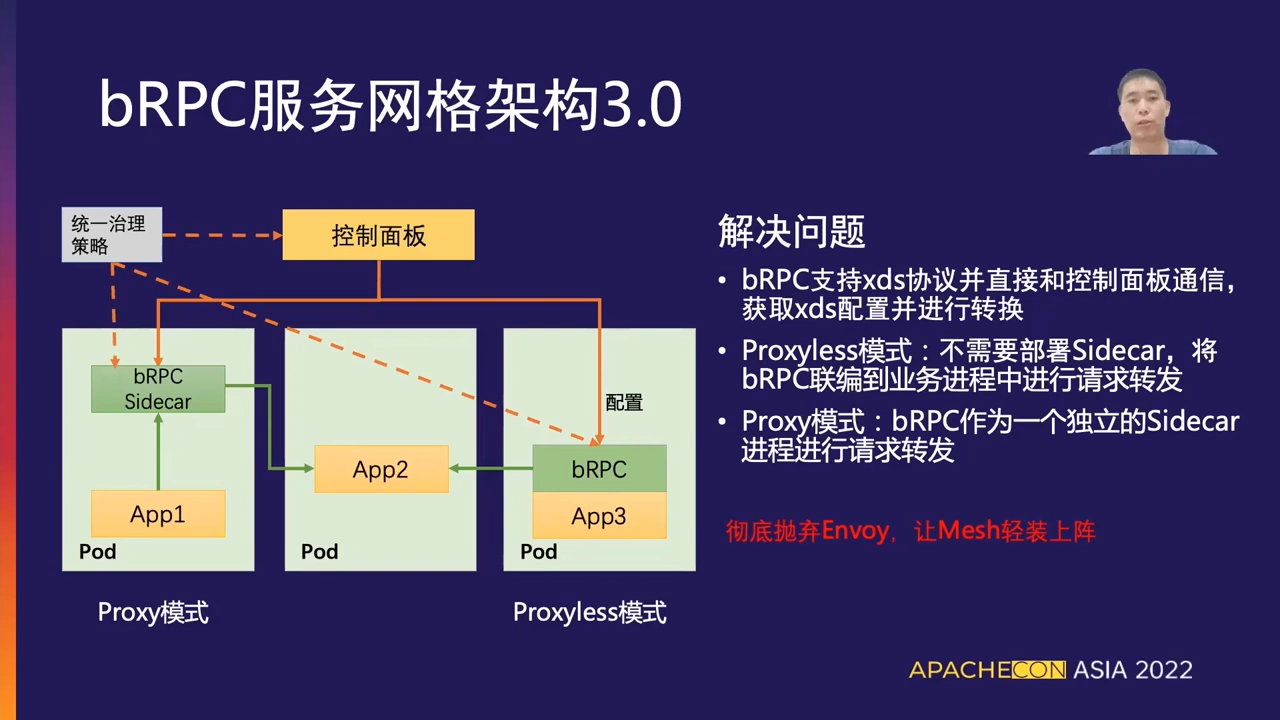 bRPC服务网格架构3.0
统一治理
策略
控制面板
bRPC
Sidecar
App1
Pod
App2
Pod
配置
bRPC
App3
Pod
Proxy模式
Proxyless模式
解决问题
• bRPC支持xds协议并直接和控制面板通信，
获取xds配置并进行转换
• Proxyless模式：不需要部署Sidecar，将
bRPC联编到业务进程中进行请求转发
• Proxy模式：bRPC作为一个独立的Sidecar
进程进行请求转发
彻底抛弃Envoy，让Mesh轻装上阵
APACHECON ASIA 2022